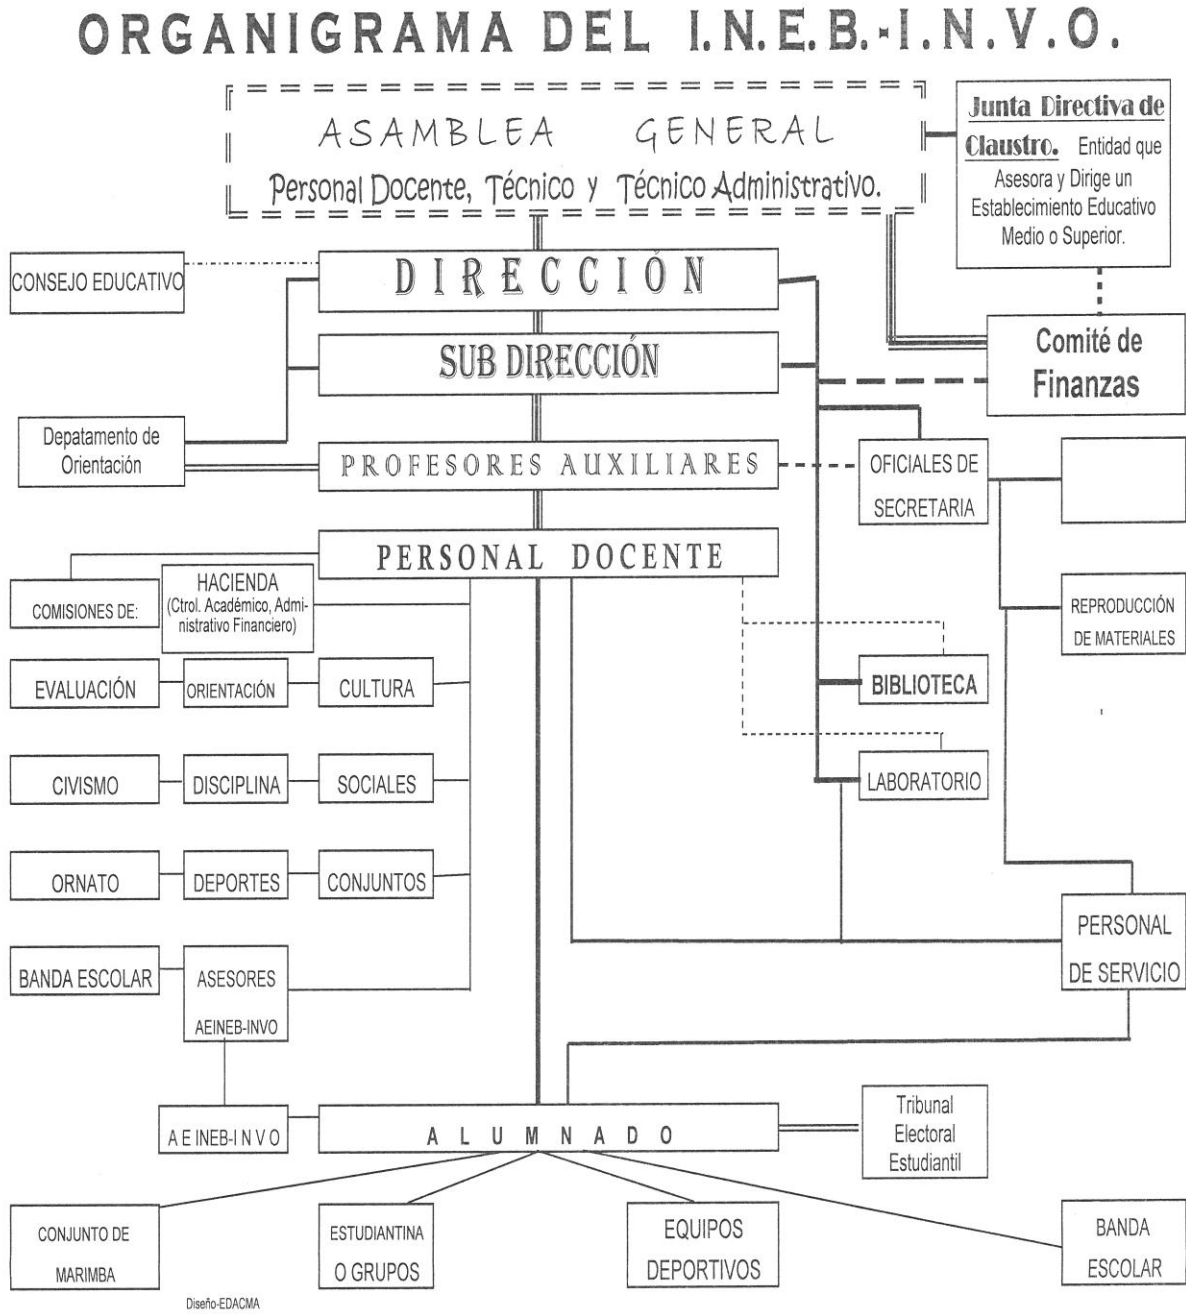 ORGANIGRAMA DEL I.N.E.B.-I.N.V.O.
ASAMBLEA GENERAL
Personal Docente, Técnico y Técnico Administrativo.
Junta Directiva de
Claustro. Entidad que
Asesora y Dirige un
Establecimiento Educativo
Medio o Superior.
CONSEJO EDUCATIVO
DIRECCIÓN
SUB DIRECCIÓN
Comité de
Finanzas
Depatamento de
Orientación
PROFESORES AUXILIARES
OFICIALES DE
SECRETARIA
PERSONAL DOCENTE
COMISIONES DE:
HACIENDA
(Ctrol. Académico, Admi-
nistrativo Financiero)
REPRODUCCIÓN
DE MATERIALES
EVALUACIÓN
ORIENTACIÓN
CULTURA
BIBLIOTECA
CIVISMO
DISCIPLINA
SOCIALES
LABORATORIO
ORNATO
DEPORTES
CONJUNTOS
PERSONAL
DE SERVICIO
BANDA ESCOLAR
ASESORES
AEINEB-INVO
A E INEB-I N V O
ALUMNADO
Tribunal
Electoral
Estudiantil
CONJUNTO DE
MARIMBA
ESTUDIANTINA
O GRUPOS
EQUIPOS
DEPORTIVOS
BANDA
ESCOLAR
Diseño-EDACMA